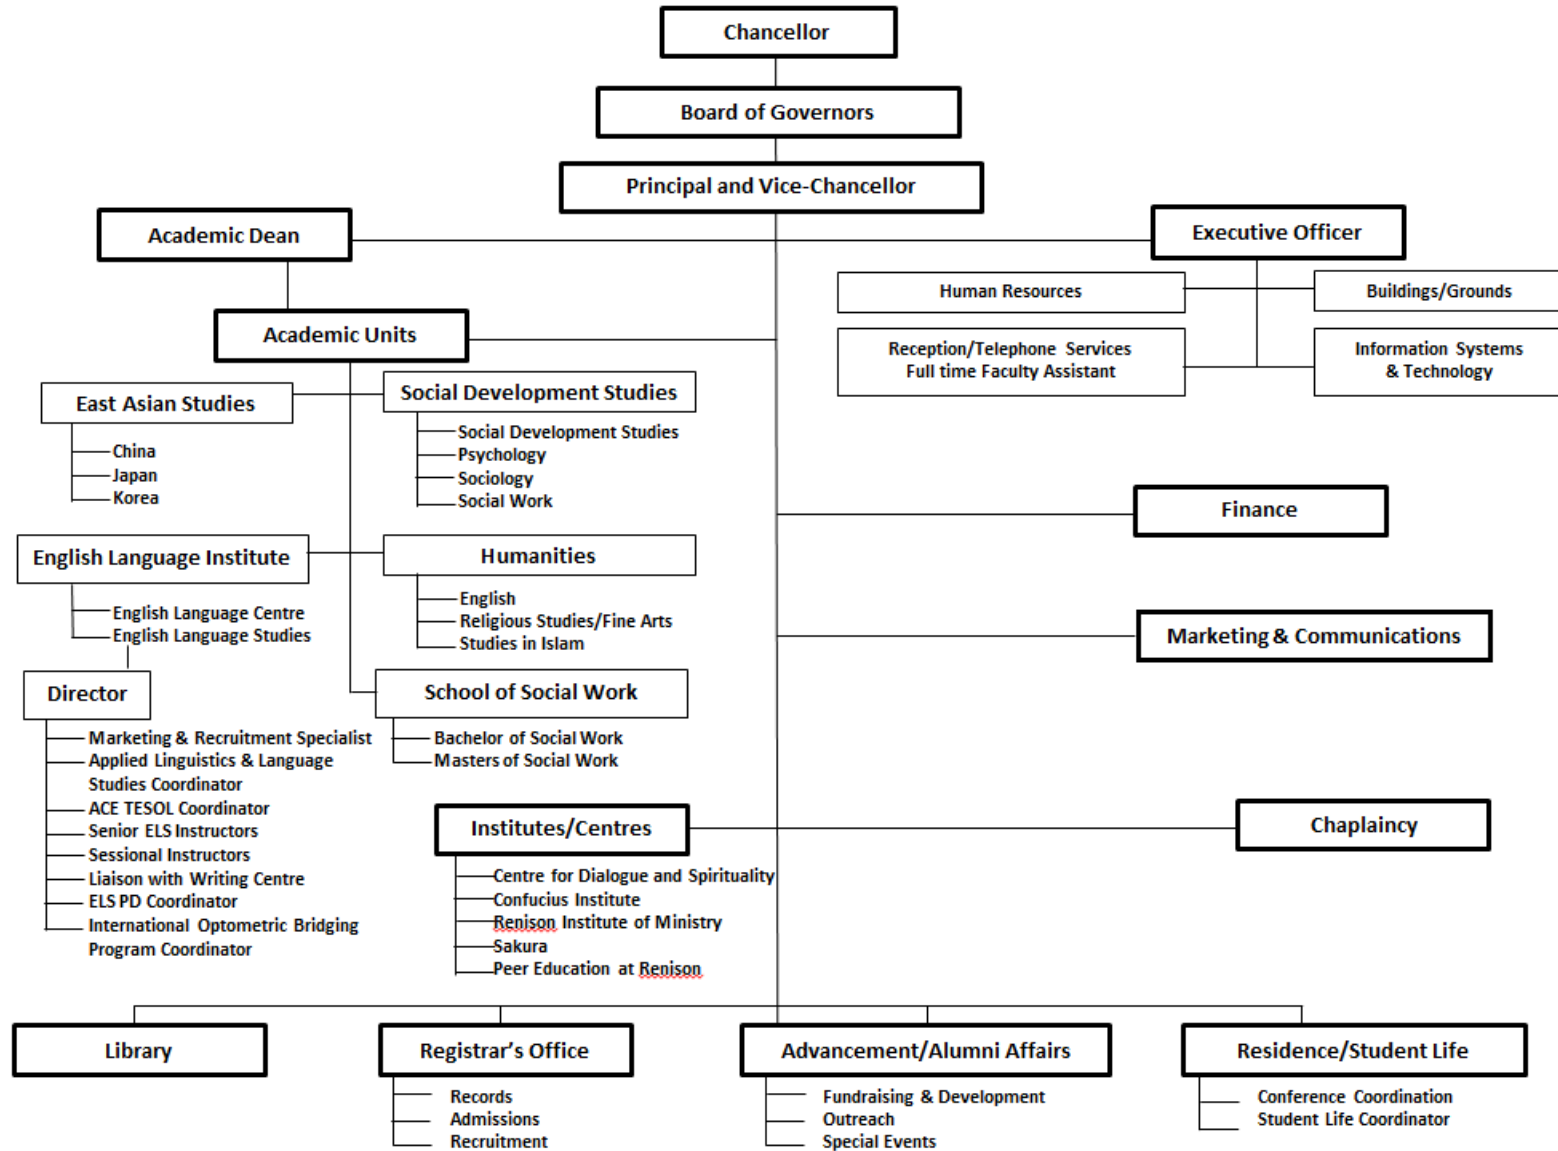 Chancellor
Board of Governors
Principal and Vice-Chancellor
Academic Dean
Executive Officer
Human Resources
Buildings/Grounds
Academic Units
Reception/Telephone Services
Full time Faculty Assistant
Information Systems
& Technology
East Asian Studies
China
Japan
Korea
Social Development Studies
Social Development Studies
Psychology
Sociology
Social Work
Finance
English Language Institute
English Language Centre
English Language Studies
Humanities
English
Religious Studies/Fine Arts
Studies in Islam
Marketing & Communications
Director
Marketing & Recruitment Specialist
Applied Linguistics & Language
Studies Coordinator
ACE TESOL Coordinator
Senior ELS Instructors
Sessional Instructors
Liaison with Writing Centre
ELS PD Coordinator
International Optometric Bridging
Program Coordinator
School of Social Work
Bachelor of Social Work
Masters of Social Work
Institutes/Centres
Centre for Dialogue and Spirituality
Confucius Institute
Renison Institute of Ministry
Sakura
Peer Education at Renison
Chaplaincy
Library
Registrar's Office
Records
Admissions
Recruitment
Advancement/Alumni Affairs
Fundraising & Development
Outreach
Special Events
Residence/Student Life
Conference Coordination
Student Life Coordinator